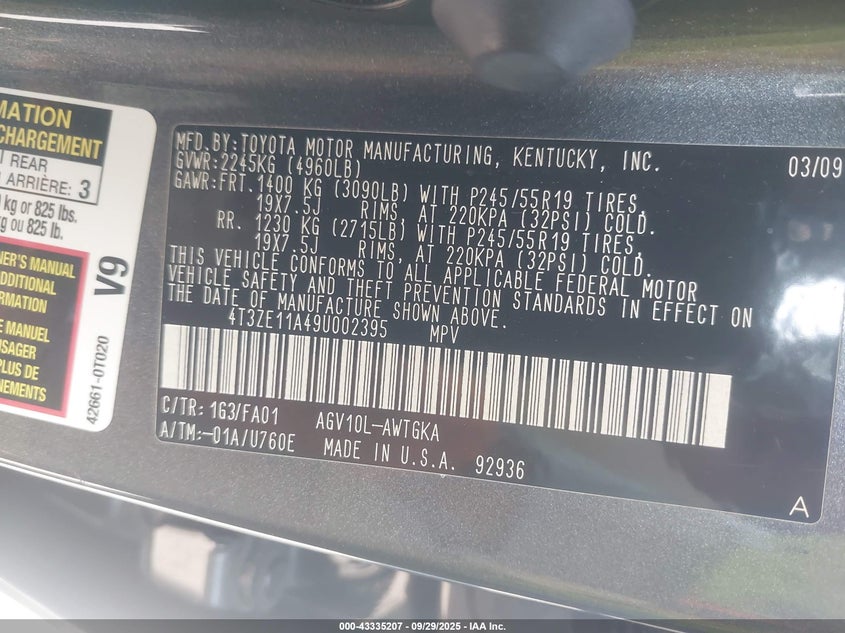 MATION
CHARGEMENT
REAR
ARRIÈRE: 3
kg or 825 lbs.
kg ou 825 lb.
NER'S MANUAL
ADDITIONAL
FORMATION
E MANUEL
USAGER
PLUS DE
NEMENTS
V9
42661-0T020
MFD.BY:TOYOTA MOTOR MANUFACTURING, KENTUCKY, INC. 03/09
GVWR:2245KG (4960LB)
GAWR:FRT.1400 KG (3090LB) WITH P245/55R19 TIRES,
19X7.5J RIMS, AT 220KPA (32PSI) COLD.
RR. 1230 KG (2715LB) WITH P245/55R19 TIRES,
19X7.5J RIMS, AT 220KPA (32PSI) COLD.
THIS VEHICLE CONFORMS TO ALL APPLICABLE FEDERAL MOTOR
VEHICLE SAFETY AND THEFT PREVENTION STANDARDS IN EFFECT ON
THE DATE OF MANUFACTURE SHOWN ABOVE.
4T3ZE11A49U002395 MPV
C/TR: 163/FA01 AGV10L-AWTGKA
A/TM:-01A/U760E MADE IN U.S.A. 92936
A
000-43335207 - 09/29/2025 - IAA Inc.